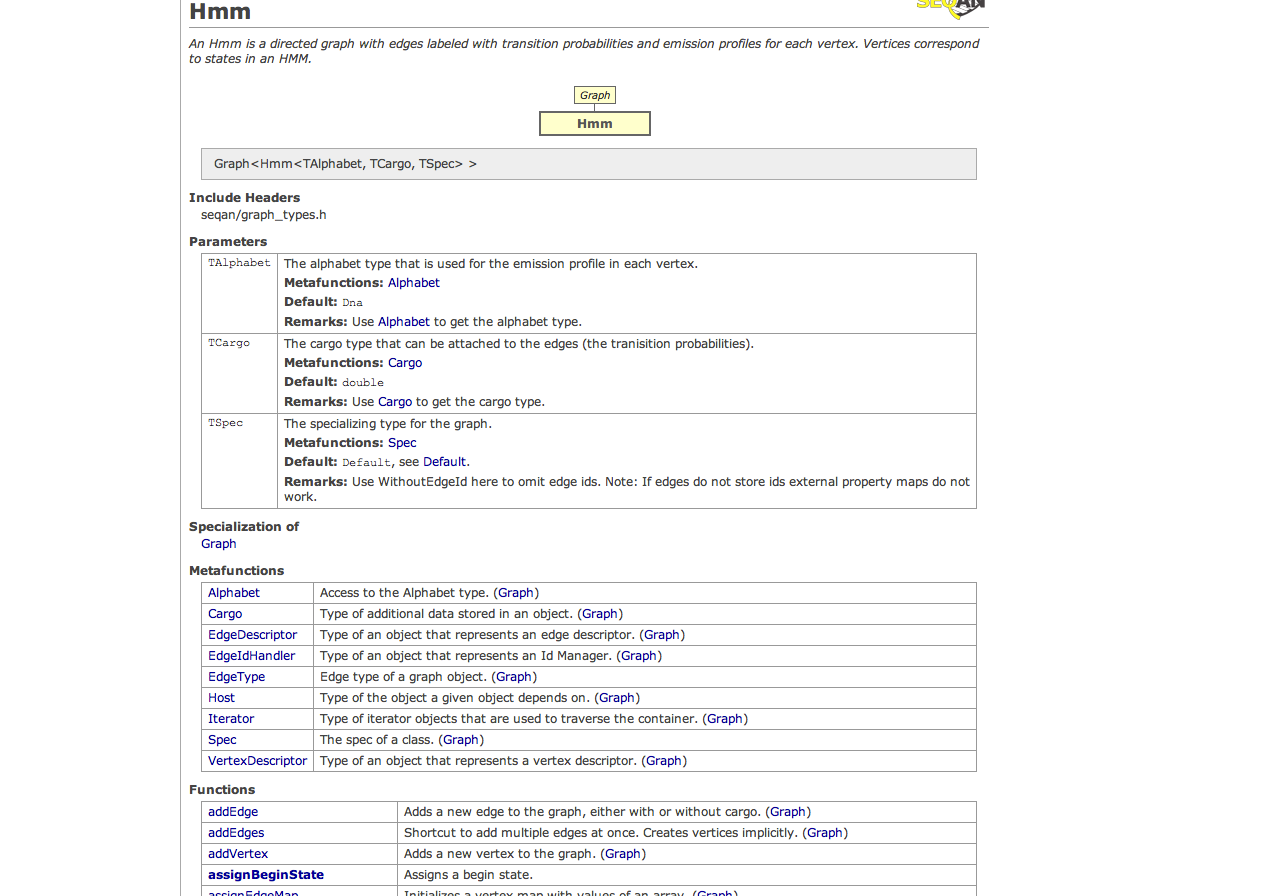 Hmm
SEQAN
An Hmm is a directed graph with edges labeled with transition probabilities and emission profiles for each vertex. Vertices correspond
to states in an HMM.
Graph
Hmm
Graph<Hmm<TAlphabet, TCargo, TSpec> >
Include Headers
seqan/graph_types.h
Parameters
TAlphabet The alphabet type that is used for the emission profile in each vertex.
Metafunctions: Alphabet
Default: Dna
Remarks: Use Alphabet to get the alphabet type.
TCargo The cargo type that can be attached to the edges (the tranisition probabilities).
Metafunctions: Cargo
Default: double
Remarks: Use Cargo to get the cargo type.
TSpec The specializing type for the graph.
Metafunctions: Spec
Default: Default, see Default.
Remarks: Use WithoutEdgeId here to omit edge ids. Note: If edges do not store ids external property maps do not
work.
Specialization of
Graph
Metafunctions
Alphabet Access to the Alphabet type. (Graph)
Cargo Type of additional data stored in an object. (Graph)
EdgeDescriptor Type of an object that represents an edge descriptor. (Graph)
EdgeIdHandler Type of an object that represents an Id Manager. (Graph)
EdgeType Edge type of a graph object. (Graph)
Host Type of the object a given object depends on. (Graph)
Iterator Type of iterator objects that are used to traverse the container. (Graph)
Spec The spec of a class. (Graph)
VertexDescriptor Type of an object that represents a vertex descriptor. (Graph)
Functions
addEdge Adds a new edge to the graph, either with or without cargo. (Graph)
addEdges Shortcut to add multiple edges at once. Creates vertices implicitly. (Graph)
addVertex Adds a new vertex to the graph. (Graph)
assignBeginState Assigns a begin state.
assignEdgeMap Initializes a vertex map with values of an array. (Graph)